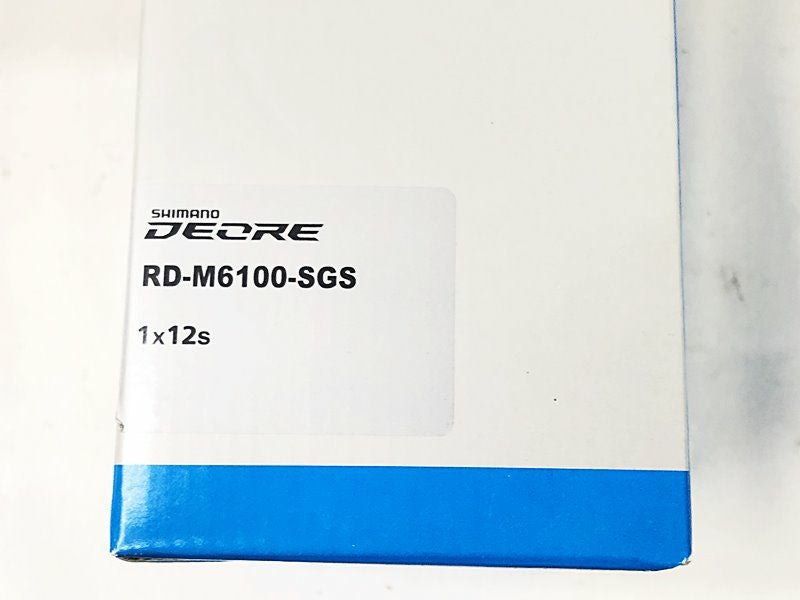 SHIMANO
DEORE
RD-M6100-SGS
1x12s